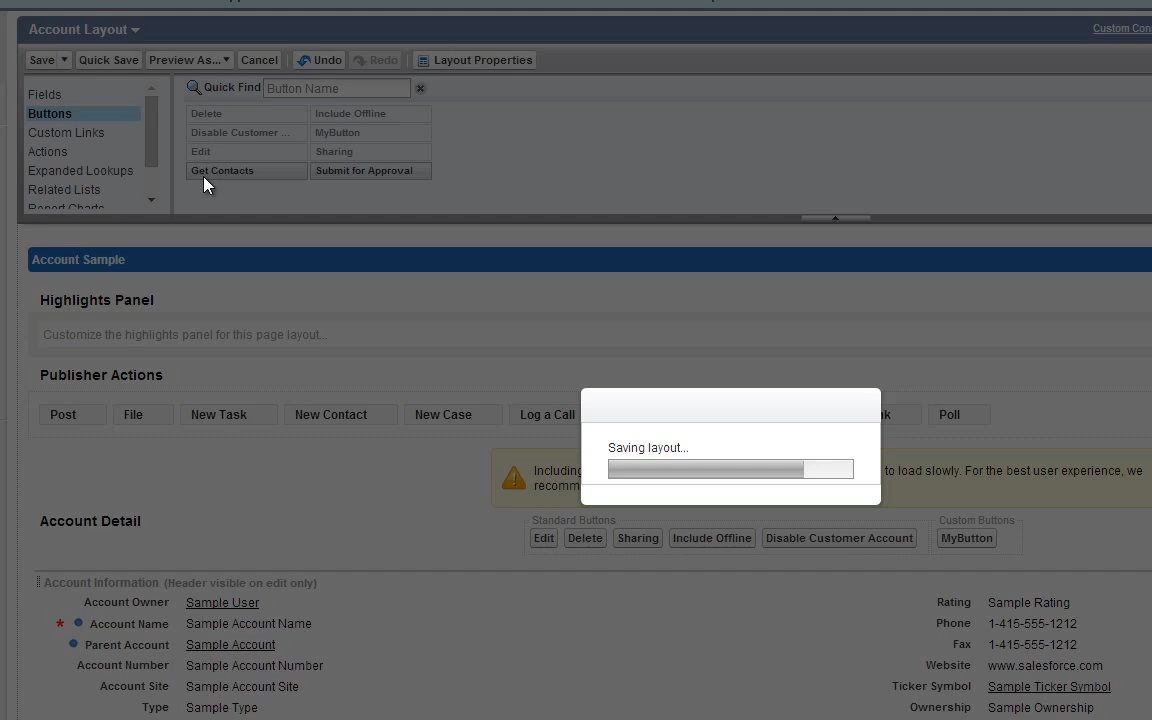 Account Layout
Custom Con
Save Quick Save Preview As... Cancel Undo Redo Layout Properties
Fields
Buttons
Custom Links
Actions
Expanded Lookups
Related Lists
Report Charts
Quick Find Button Name
Delete Include Offline
Disable Customer ... MyButton
Edit Sharing
Get Contacts Submit for Approval
Account Sample
Highlights Panel
Customize the highlights panel for this page layout...
Publisher Actions
Post File New Task New Contact New Case Log a Call nk Poll
Saving layout...
Including to load slowly. For the best user experience, we
recomm
Account Detail
Standard Buttons
Edit Delete Sharing Include Offline Disable Customer Account
Custom Buttons
MyButton
Account Information (Header visible on edit only)
Account Owner Sample User Rating Sample Rating
* Account Name Sample Account Name Phone 1-415-555-1212
Parent Account Sample Account Fax 1-415-555-1212
Account Number Sample Account Number Website www.salesforce.com
Account Site Sample Account Site Ticker Symbol Sample Ticker Symbol
Type Sample Type Ownership Sample Ownership